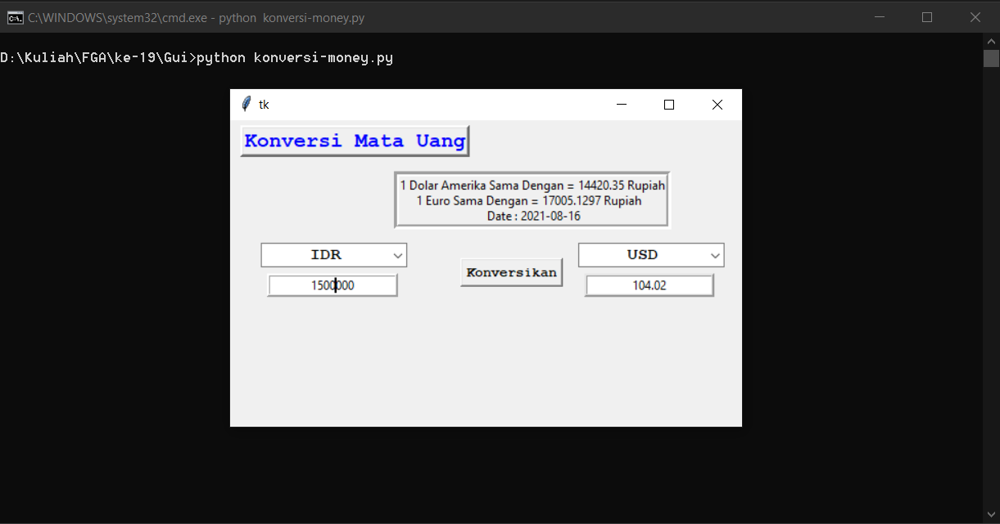 C:\WINDOWS\system32\cmd.exe - python  konversi-money.py
D:\Kuliah\FGA\ke-19\Gui>python konversi-money.py
tk
Konversi Mata Uang
1 Dolar Amerika Sama Dengan = 14420.35 Rupiah
1 Euro Sama Dengan = 17005.1297 Rupiah
Date : 2021-08-16
IDR
USD
Konversikan
1500000
104.02